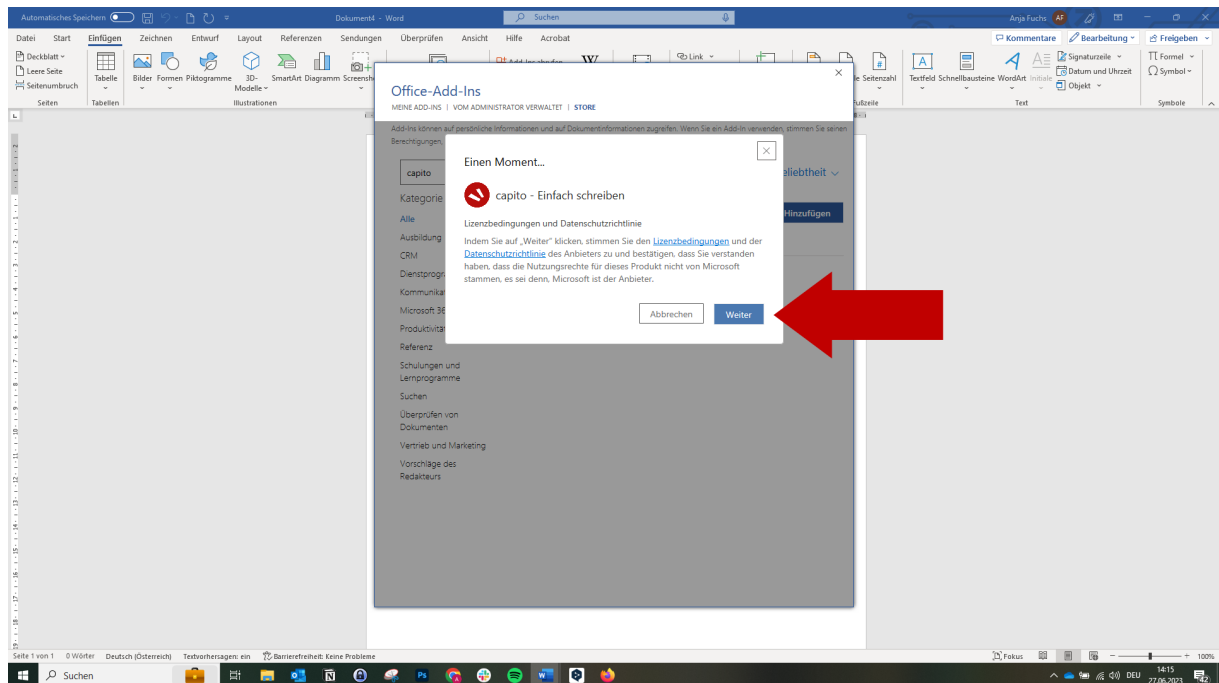 Automatisches Speichern
Dokument4 - Word
Suchen
Anja Fuchs
AF
Datei Start Einfügen Zeichnen Entwurf Layout Referenzen Sendungen Überprüfen Ansicht Hilfe Acrobat
Kommentare Bearbeitung Freigeben
Deckblatt
Leere Seite
Seitenumbruch
Seiten
Tabelle
Tabellen
Bilder Formen Piktogramme 3D-Modelle SmartArt Diagramm
Illustrationen
Link
Textfeld Schnellbausteine WordArt Initiale
Signaturzeile
Datum und Uhrzeit
Objekt
Text
Formel
Symbol
Symbole
Office-Add-Ins
MEINE ADD-INS | VOM ADMINISTRATOR VERWALTET | STORE
Add-Ins können auf persönliche Informationen und auf Dokumentinformationen zugreifen. Wenn Sie ein Add-In verwenden, stimmen Sie seinen
Berechtigungen,
capito
Kategorie
Alle
Ausbildung
CRM
Microsoft 36
Referenz
Schulungen und
Lernprogramme
Suchen
Überprüfen von
Dokumenten
Vertrieb und Marketing
Vorschläge des
Redakteurs
Hinzufügen
Einen Moment...
capito - Einfach schreiben
Lizenzbedingungen und Datenschutzrichtlinie
Indem Sie auf „Weiter" klicken, stimmen Sie den Lizenzbedingungen und der
Datenschutzrichtlinie des Anbieters zu und bestätigen, dass Sie verstanden
haben, dass die Nutzungsrechte für dieses Produkt nicht von Microsoft
stammen, es sei denn, Microsoft ist der Anbieter.
Abbrechen Weiter
Seite 1 von 1 0 Wörter Deutsch (Österreich) Textvorhersagen: ein Barrierefreiheit: Keine Probleme
Fokus
100%
Suchen
DEU
14:15
27.06.2023